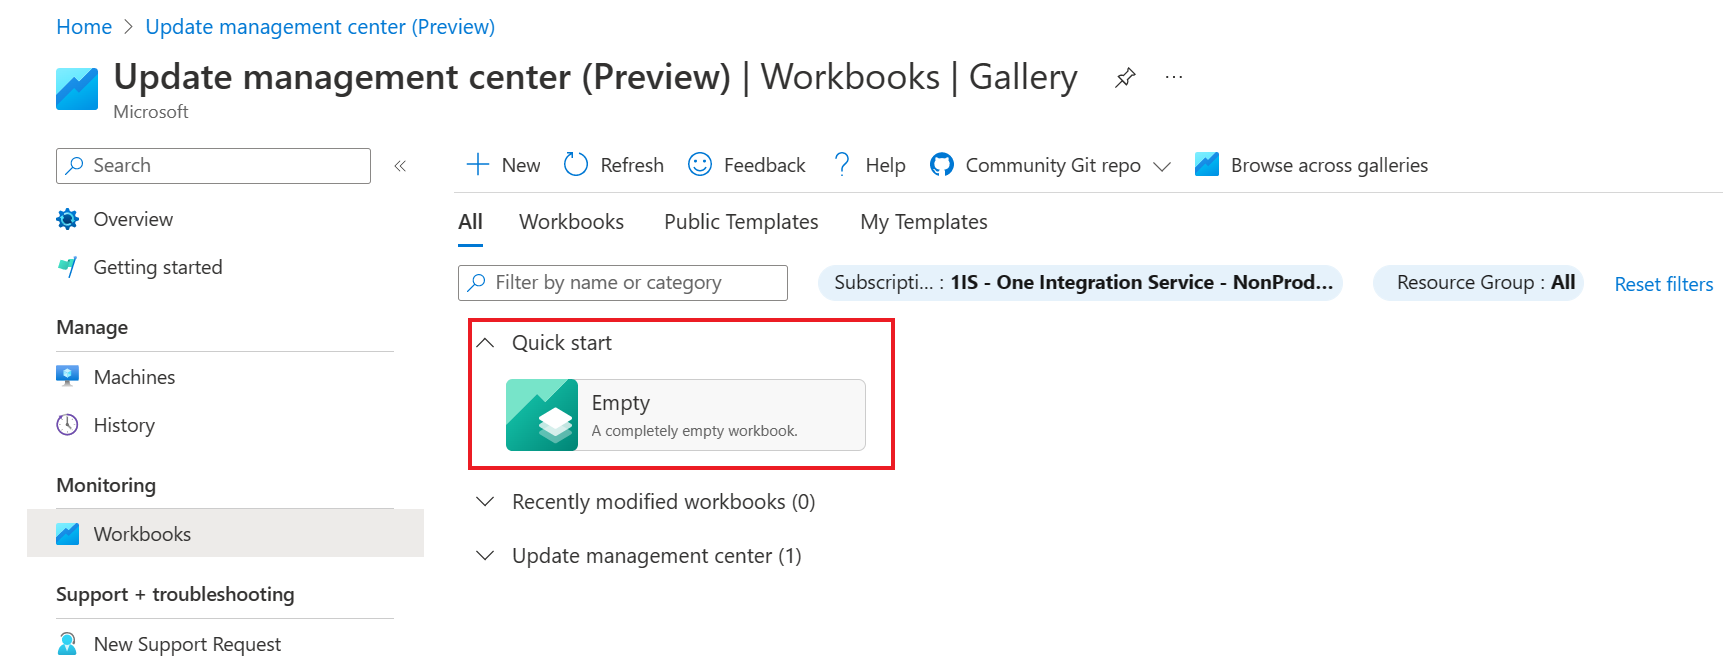 Home > Update management center (Preview)
Update management center (Preview) | Workbooks | Gallery ...
Microsoft
Search «
New Refresh Feedback Help Community Git repo Browse across galleries
Overview
Getting started
Manage
Machines
History
Monitoring
Workbooks
Support + troubleshooting
New Support Request
All Workbooks Public Templates My Templates
Filter by name or category Subscripti... : 1IS - One Integration Service - NonProd... Resource Group : All Reset filters
Quick start
Empty
A completely empty workbook.
Recently modified workbooks (0)
Update management center (1)